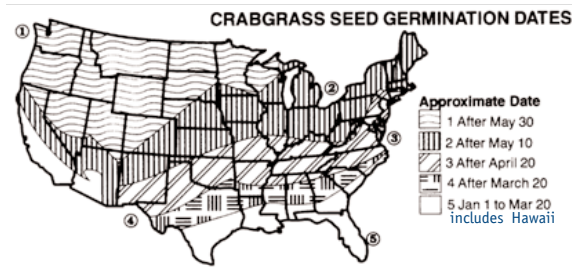 CRABGRASS SEED GERMINATION DATES
①
②
③
④
⑤
Approximate Date
1 After May 30
2 After May 10
3 After April 20
4 After March 20
5 Jan 1 to Mar 20
includes Hawaii